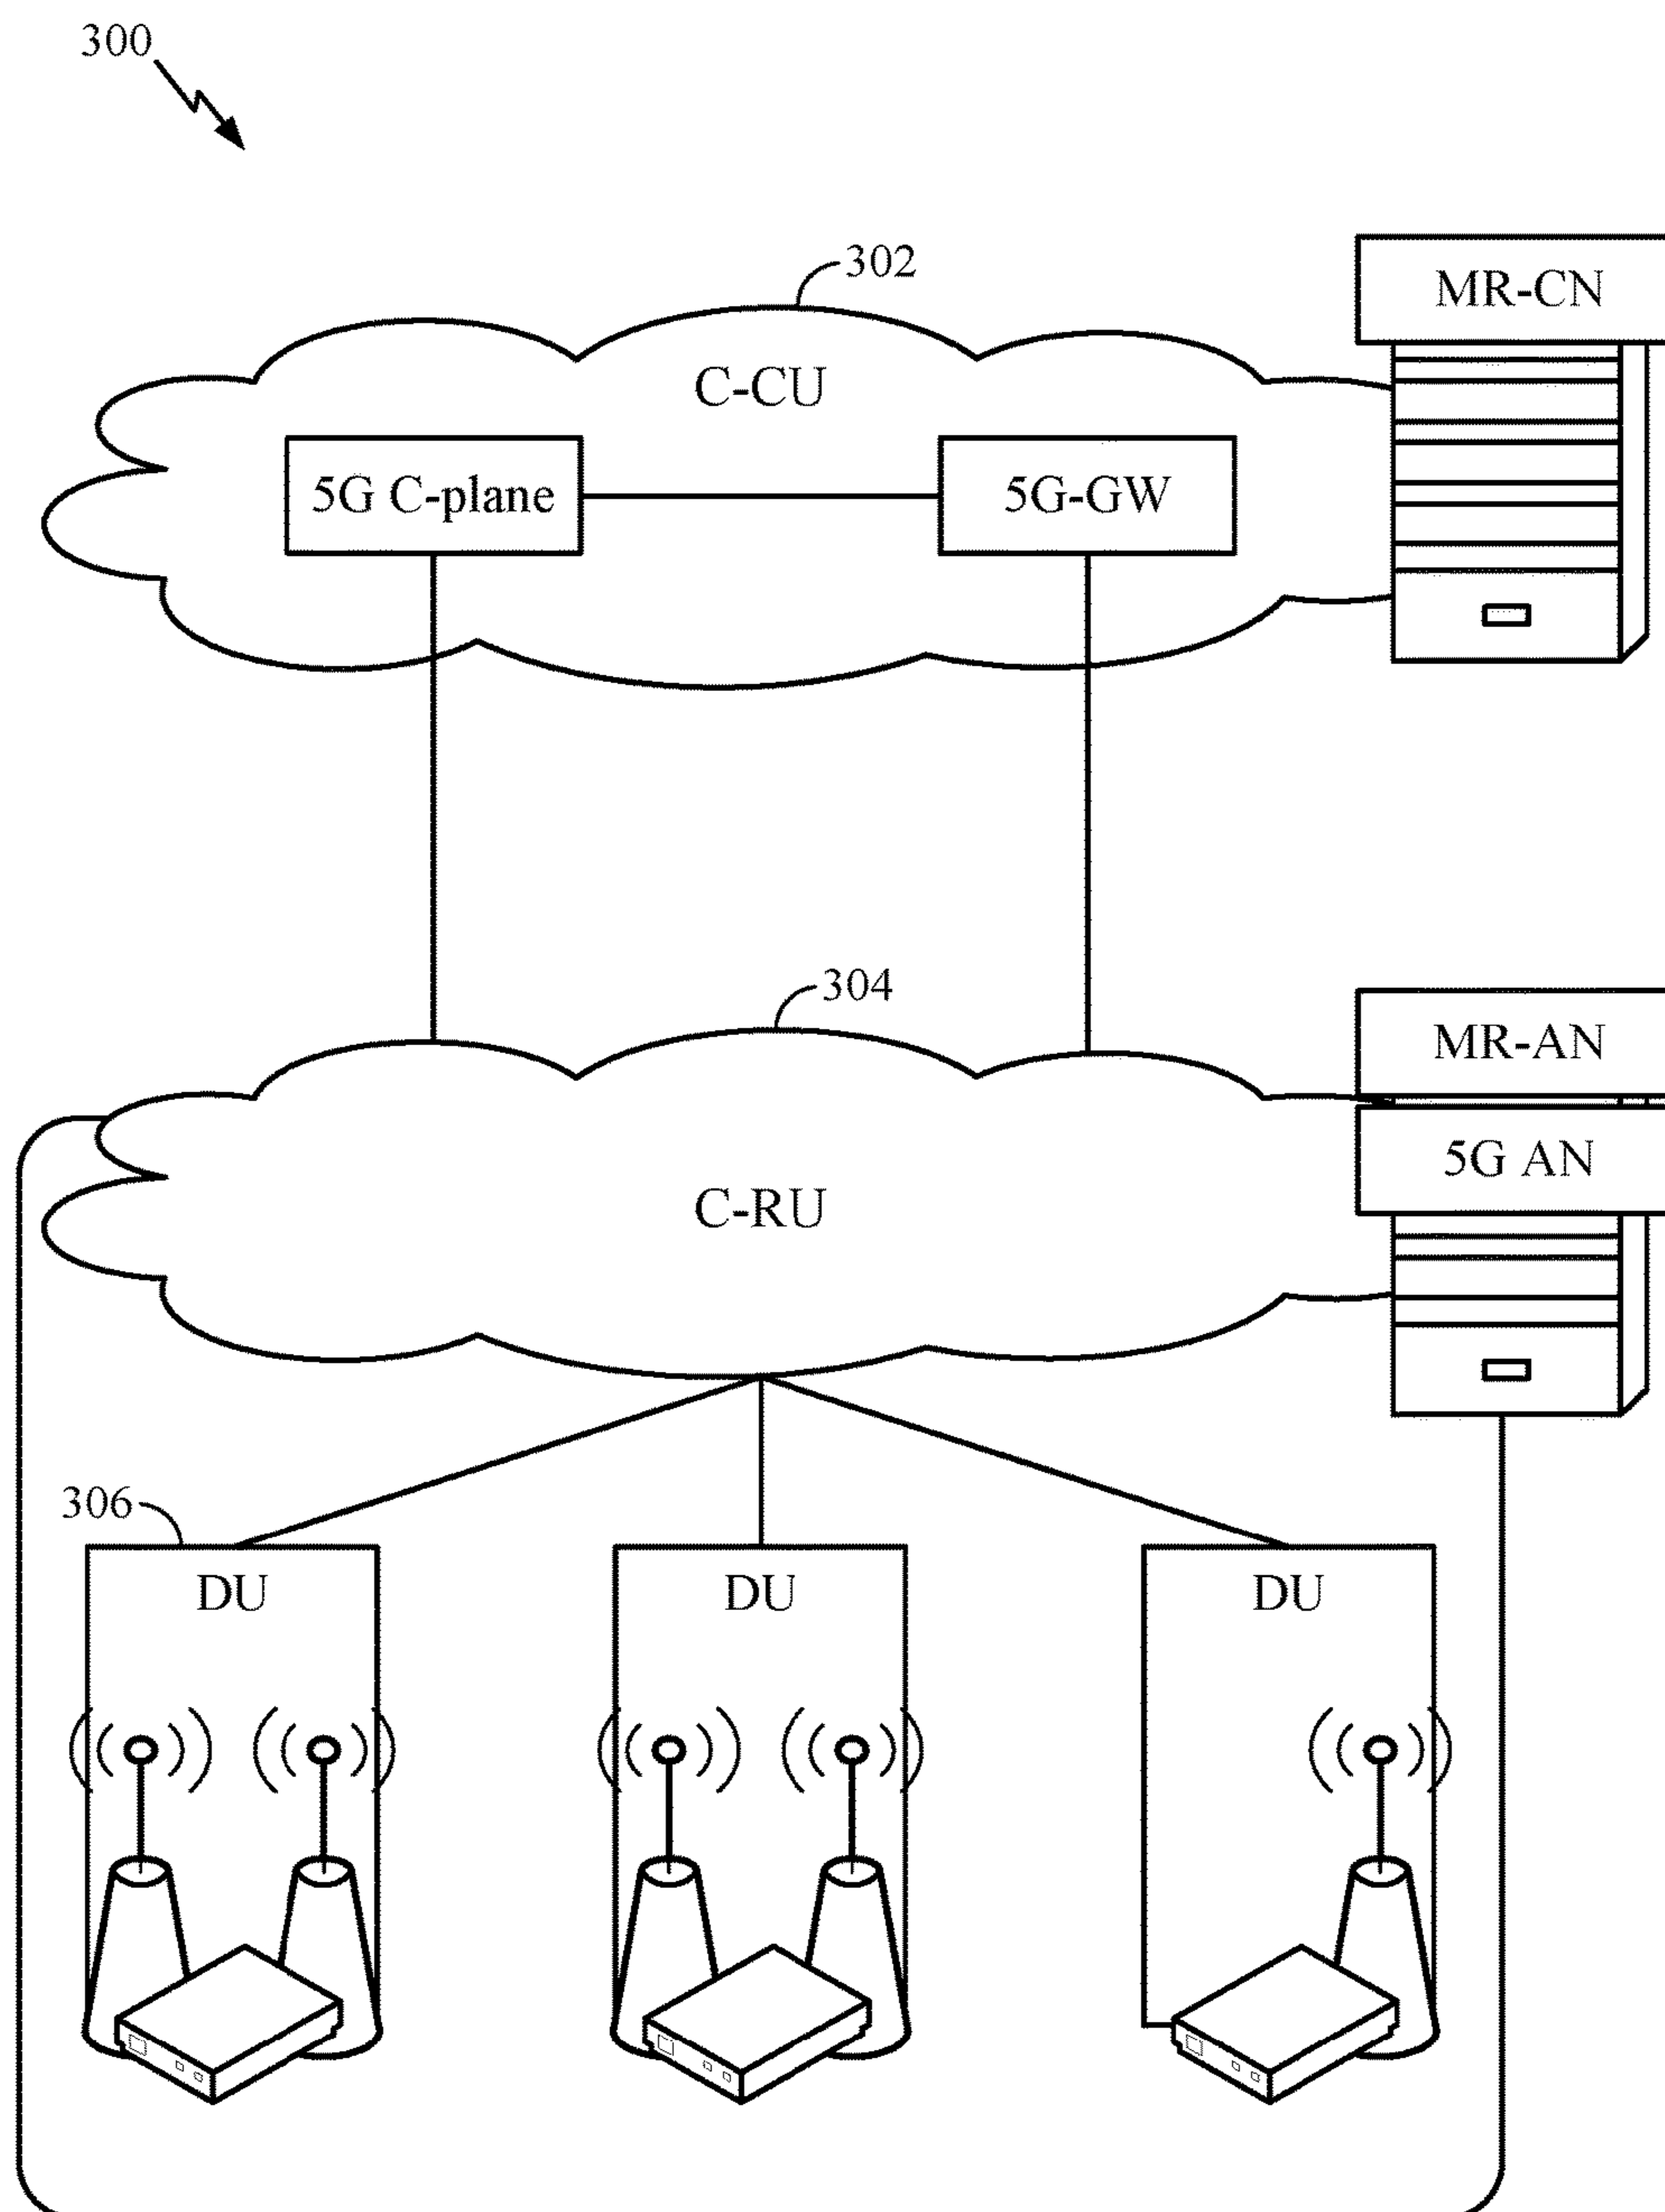 300
302
MR-CN
C-CU
5G C-plane
5G-GW
304
MR-AN
5G AN
C-RU
306
DU
DU
DU